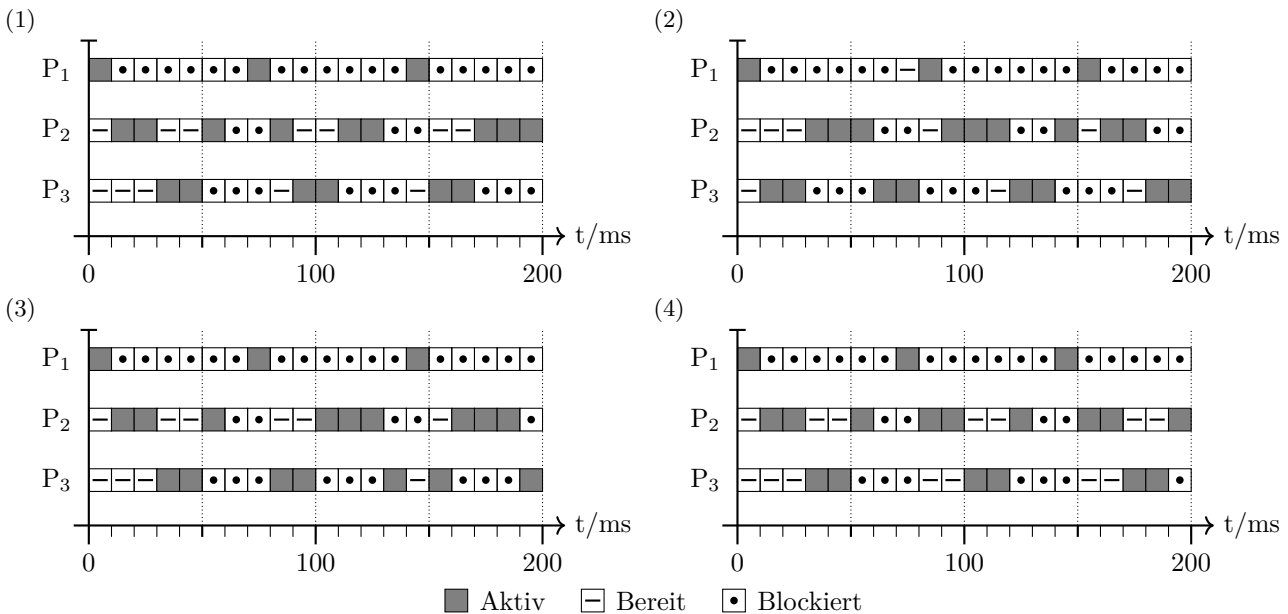 (1) (2)
P₁ P₁
P₂ P₂
P₃ P₃
t/ms t/ms
0 100 200 0 100 200
(3) (4)
P₁ P₁
P₂ P₂
P₃ P₃
t/ms t/ms
0 100 200 0 100 200
Aktiv Bereit Blockiert